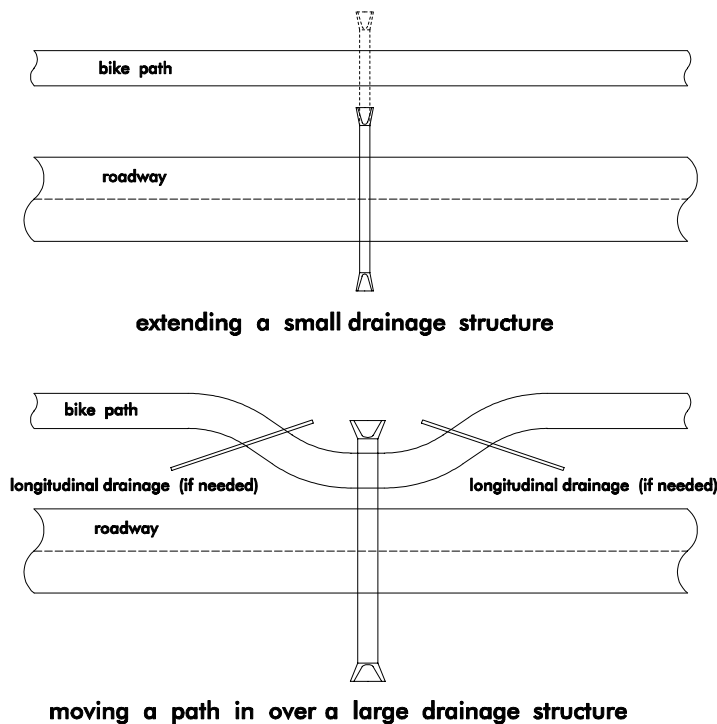 bike path
roadway
extending a small drainage structure
bike path
longitudinal drainage (if needed) longitudinal drainage (if needed)
roadway
moving a path in over a large drainage structure